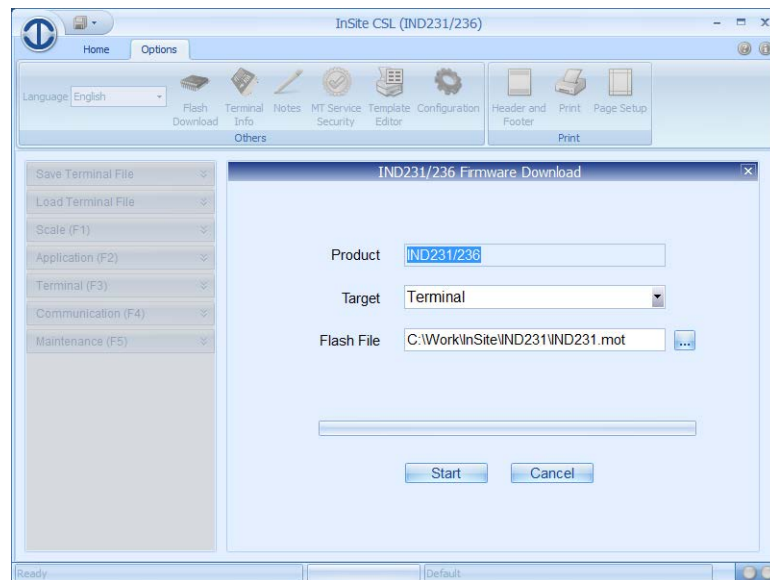 InSite CSL (IND231/236)
Home Options
Language English
Flash Download
Terminal Info
Notes
MT Service Security
Template Editor
Configuration
Header and Footer
Print
Page Setup
Others
Print
Save Terminal File
Load Terminal File
Scale (F1)
Application (F2)
Terminal (F3)
Communication (F4)
Maintenance (F5)
IND231/236 Firmware Download
Product IND231/236
Target Terminal
Flash File C:\Work\InSite\IND231\IND231.mot ...
Start Cancel
Ready Default